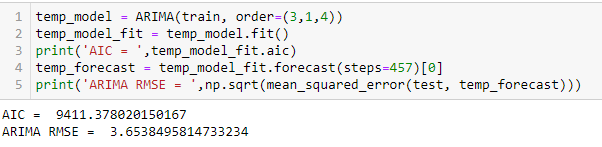 1 temp_model = ARIMA(train, order=(3,1,4))
2 temp_model_fit = temp_model.fit()
3 print('AIC = ',temp_model_fit.aic)
4 temp_forecast = temp_model_fit.forecast(steps=457)[0]
5 print('ARIMA RMSE = ',np.sqrt(mean_squared_error(test, temp_forecast)))
AIC =  9411.378020150167
ARIMA RMSE =  3.6538495814733234